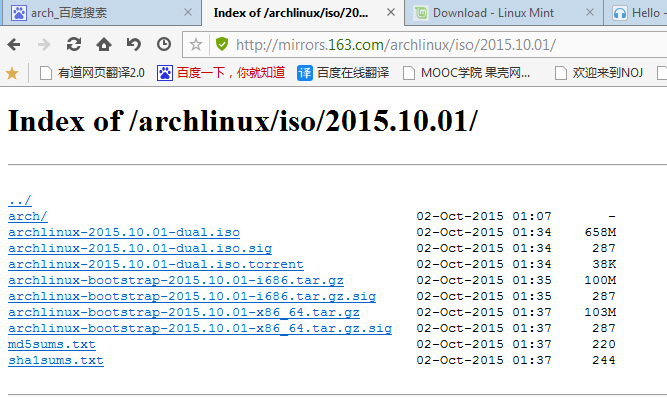 arch_百度搜索
Index of /archlinux/iso/20...
Download - Linux Mint
Hello -
http://mirrors.163.com/archlinux/iso/2015.10.01/
有道网页翻译2.0
百度一下，你就知道
译 百度在线翻译
MOOC学院 果壳网...
欢迎来到NOJ
Index of /archlinux/iso/2015.10.01/
../
arch/ 02-Oct-2015 01:07 -
archlinux-2015.10.01-dual.iso 02-Oct-2015 01:34 658M
archlinux-2015.10.01-dual.iso.sig 02-Oct-2015 01:34 287
archlinux-2015.10.01-dual.iso.torrent 02-Oct-2015 01:34 38K
archlinux-bootstrap-2015.10.01-i686.tar.gz 02-Oct-2015 01:35 100M
archlinux-bootstrap-2015.10.01-i686.tar.gz.sig 02-Oct-2015 01:35 287
archlinux-bootstrap-2015.10.01-x86_64.tar.gz 02-Oct-2015 01:37 103M
archlinux-bootstrap-2015.10.01-x86_64.tar.gz.sig 02-Oct-2015 01:37 287
md5sums.txt 02-Oct-2015 01:37 220
sha1sums.txt 02-Oct-2015 01:37 244